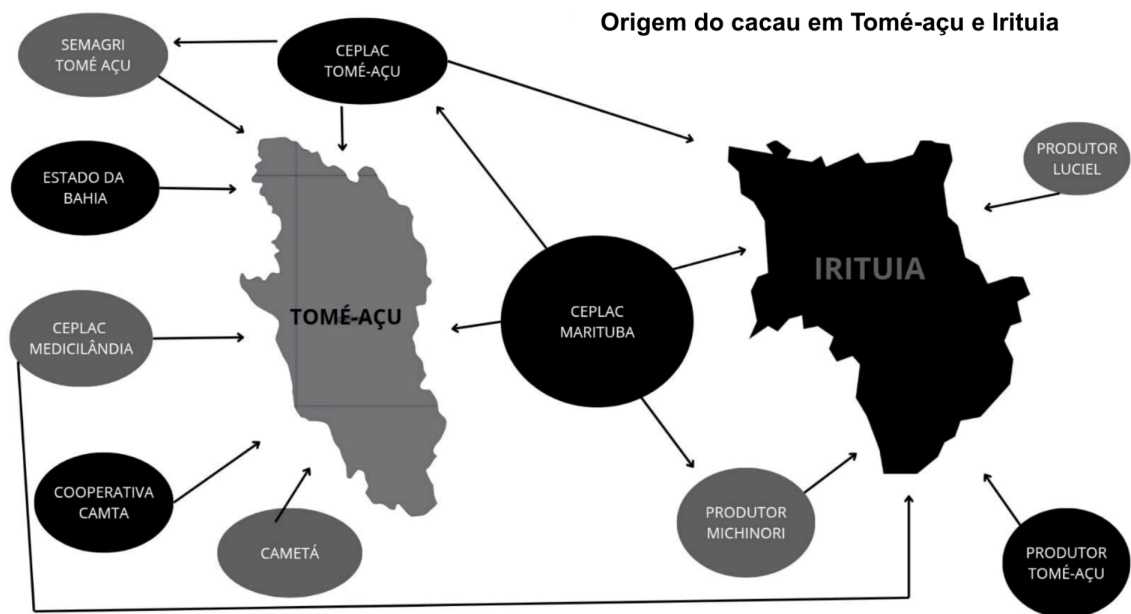 Origem do cacau em Tomé-açu e Irituia
SEMAGRI
TOMÉ AÇU
CEPLAC
TOMÉ-AÇU
PRODUTOR
LUCIEL
ESTADO DA
BAHIA
IRITUIA
CEPLAC
MEDICILÂNDIA
TOMÉ-AÇU
CEPLAC
MARITUBA
COOPERATIVA
CAMTA
CAMETÁ
PRODUTOR
MICHINORI
PRODUTOR
TOMÉ-AÇU